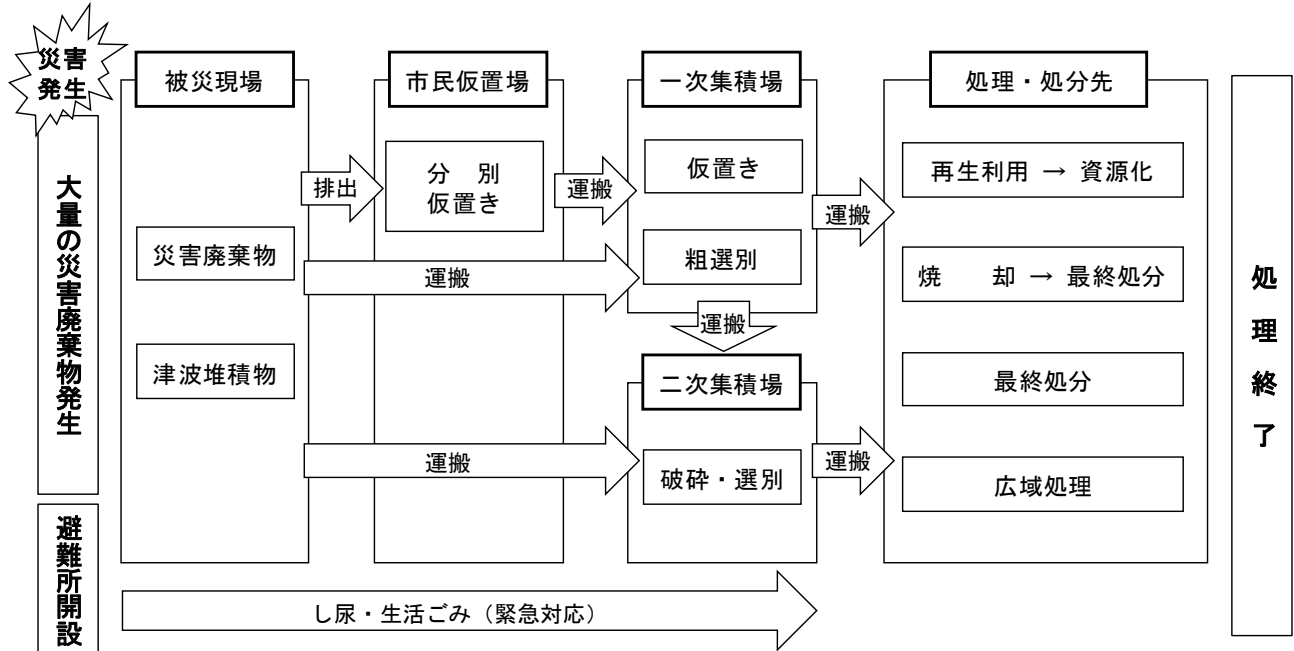 災害
発生
大量の災害廃棄物発生
避難所開設
被災現場
災害廃棄物
津波堆積物
排出
運搬
運搬
市民仮置場
分　別
仮置き
運搬
一次集積場
仮置き
粗選別
運搬
二次集積場
破砕・選別
運搬
運搬
処理・処分先
再生利用 → 資源化
焼　　却 → 最終処分
最終処分
広域処理
処理終了
し尿・生活ごみ（緊急対応）